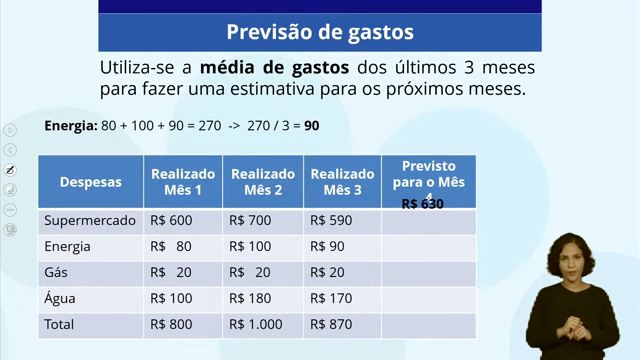 Previsão de gastos
Utiliza-se a média de gastos dos últimos 3 meses
para fazer uma estimativa para os próximos meses.
Energia: 80 + 100 + 90 = 270 -> 270 / 3 = 90
Despesas Realizado Mês 1 Realizado Mês 2 Realizado Mês 3 Previsto para o Mês 4
R$ 630
Supermercado R$ 600 R$ 700 R$ 590
Energia R$ 80 R$ 100 R$ 90
Gás R$ 20 R$ 20 R$ 20
Água R$ 100 R$ 180 R$ 170
Total R$ 800 R$ 1.000 R$ 870